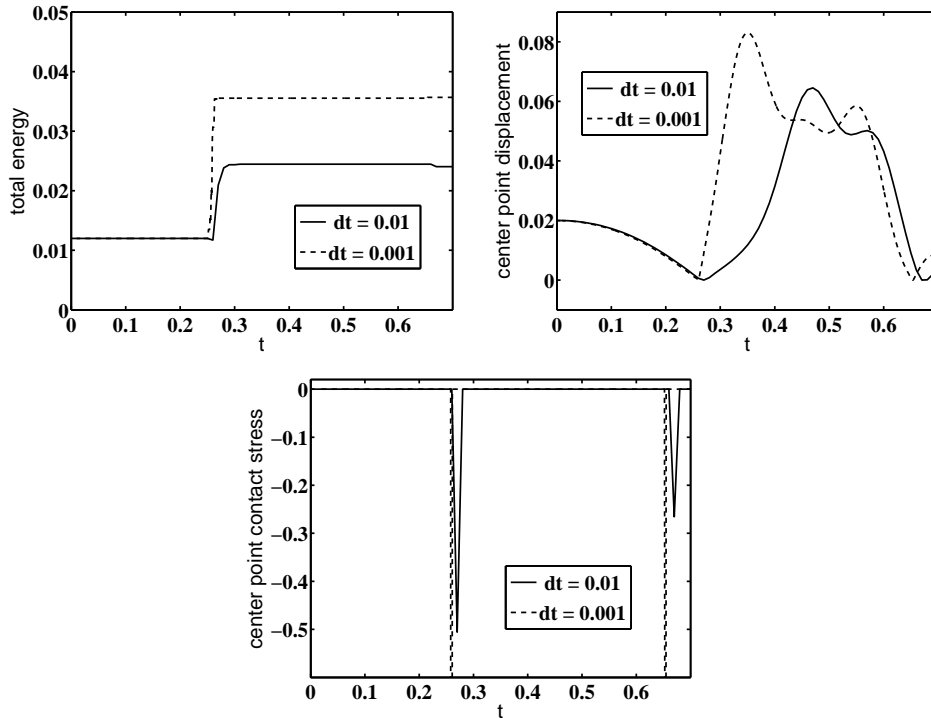 0.05
0.04
0.03
0.02
0.01
0
0 0.1 0.2 0.3 0.4 0.5 0.6
t
total energy
dt = 0.01
dt = 0.001
0.08
0.06
0.04
0.02
0
0 0.1 0.2 0.3 0.4 0.5 0.6
t
center point displacement
dt = 0.01
dt = 0.001
0
−0.1
−0.2
−0.3
−0.4
−0.5
0 0.1 0.2 0.3 0.4 0.5 0.6
t
center point contact stress
dt = 0.01
dt = 0.001